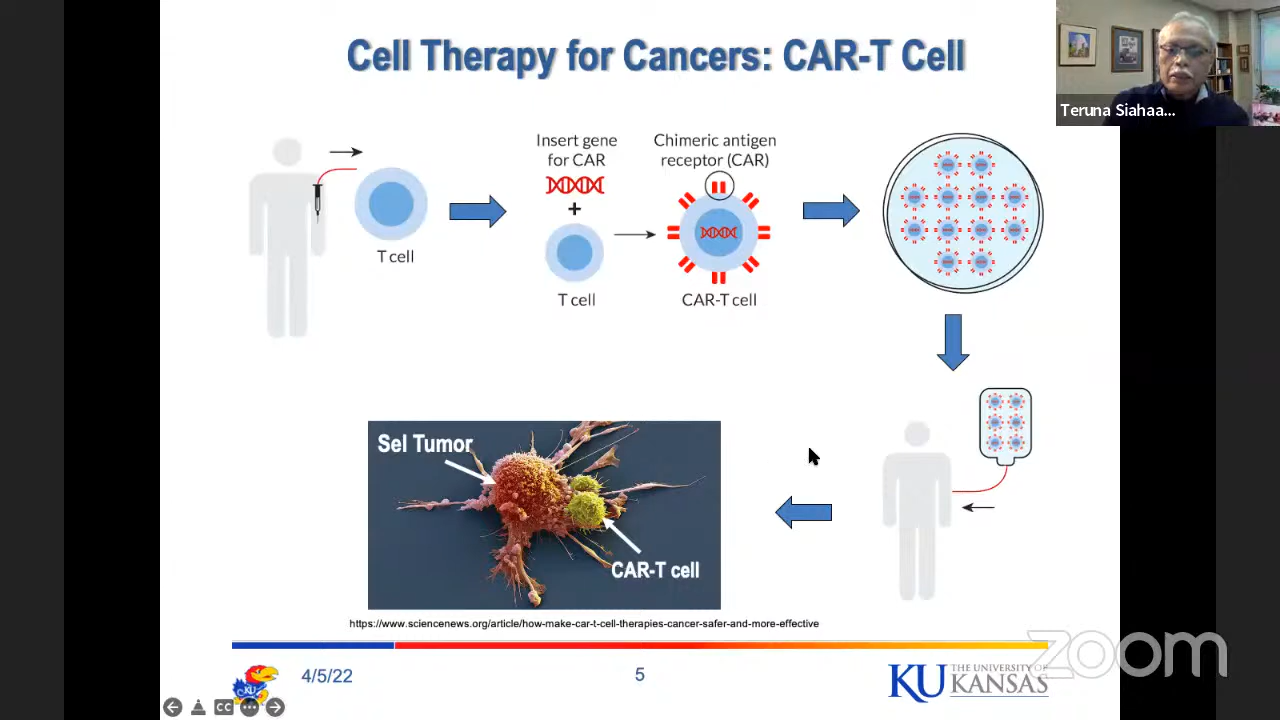 Cell Therapy for Cancers: CAR-T Cell
Teruna Siahaa...
T cell
Insert gene
for CAR
+
T cell
Chimeric antigen
receptor (CAR)
CAR-T cell
Sel Tumor
CAR-T cell
https://www.sciencenews.org/article/how-make-car-t-cell-therapies-cancer-safer-and-more-effective
KU
4/5/22
5
KU THE UNIVERSITY OF
KANSAS
zoom
CC